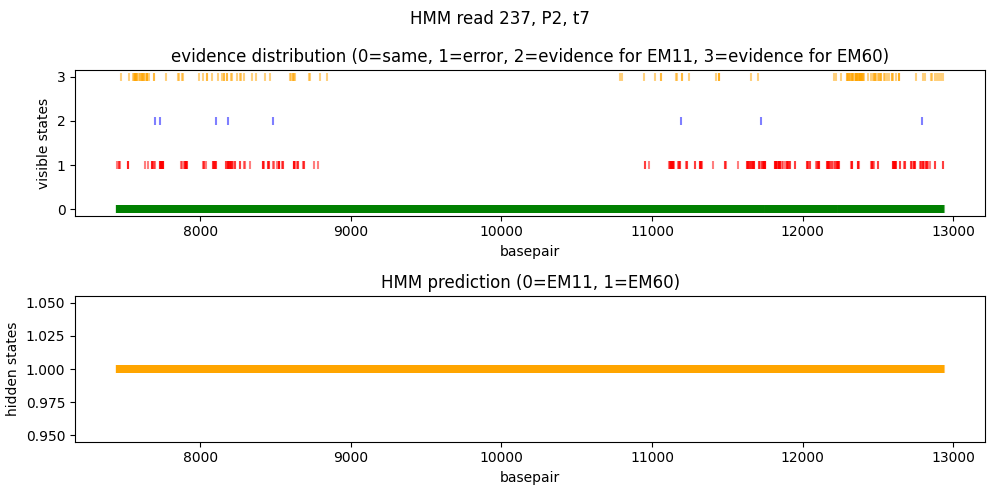 HMM read 237, P2, t7
evidence distribution (0=same, 1=error, 2=evidence for EM11, 3=evidence for EM60)
visible states
3
2
1
0
8000 9000 10000 11000 12000 13000
basepair
HMM prediction (0=EM11, 1=EM60)
hidden states
1.050
1.025
1.000
0.975
0.950
8000 9000 10000 11000 12000 13000
basepair